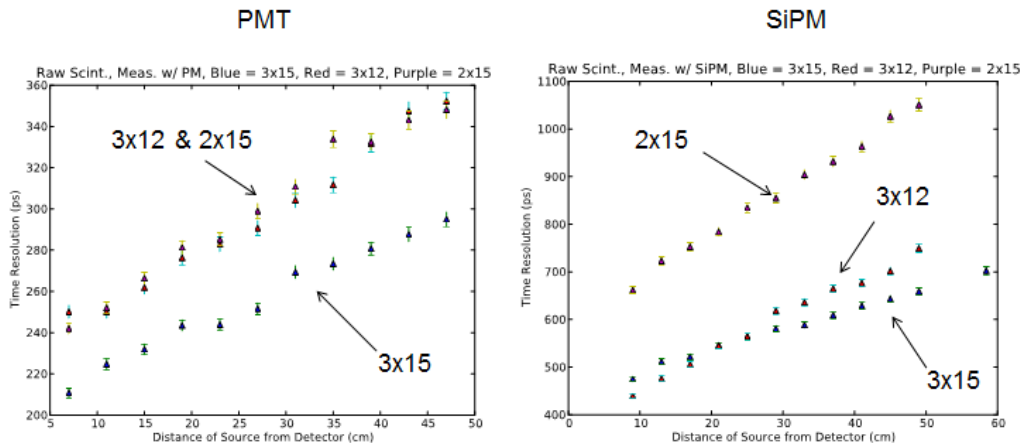 PMT
SiPM
Raw Scint., Meas. w/ PM, Blue = 3x15, Red = 3x12, Purple = 2x15
360
340
320
300
280
260
240
220
200
Time Resolution (ps)
3x12 & 2x15
3x15
5
10
15
20
25
30
35
40
45
50
Distance of Source from Detector (cm)
Raw Scint., Meas. w/ SiPM, Blue = 3x15, Red = 3x12, Purple = 2x15
1100
1000
900
800
700
600
500
400
Time Resolution (ps)
2x15
3x12
3x15
0
10
20
30
40
50
60
Distance of Source from Detector (cm)